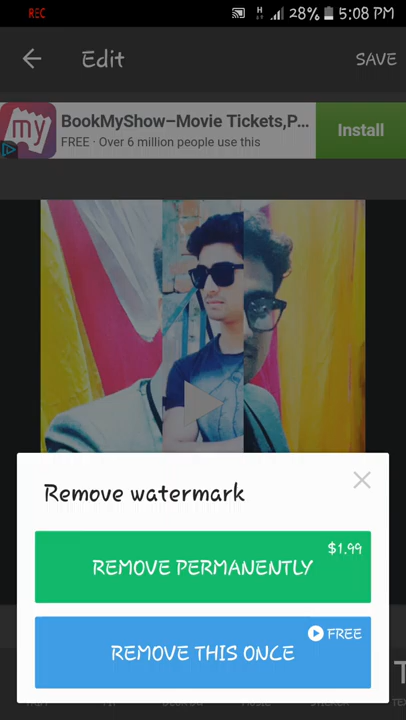 REC
H
28%
5:08 PM
Edit
SAVE
my
BookMyShow–Movie Tickets,P...
FREE · Over 6 million people use this
Install
Remove watermark
$1.99
REMOVE PERMANENTLY
FREE
REMOVE THIS ONCE
MUSIC